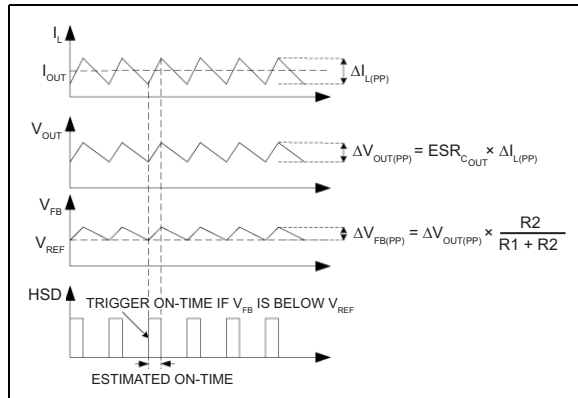 I_L
I_OUT
ΔI_L(PP)
V_OUT
ΔV_OUT(PP) = ESR_C_OUT × ΔI_L(PP)
V_FB
V_REF
ΔV_FB(PP) = ΔV_OUT(PP) × R2 / R1 + R2
HSD
TRIGGER ON-TIME IF V_FB IS BELOW V_REF
ESTIMATED ON-TIME